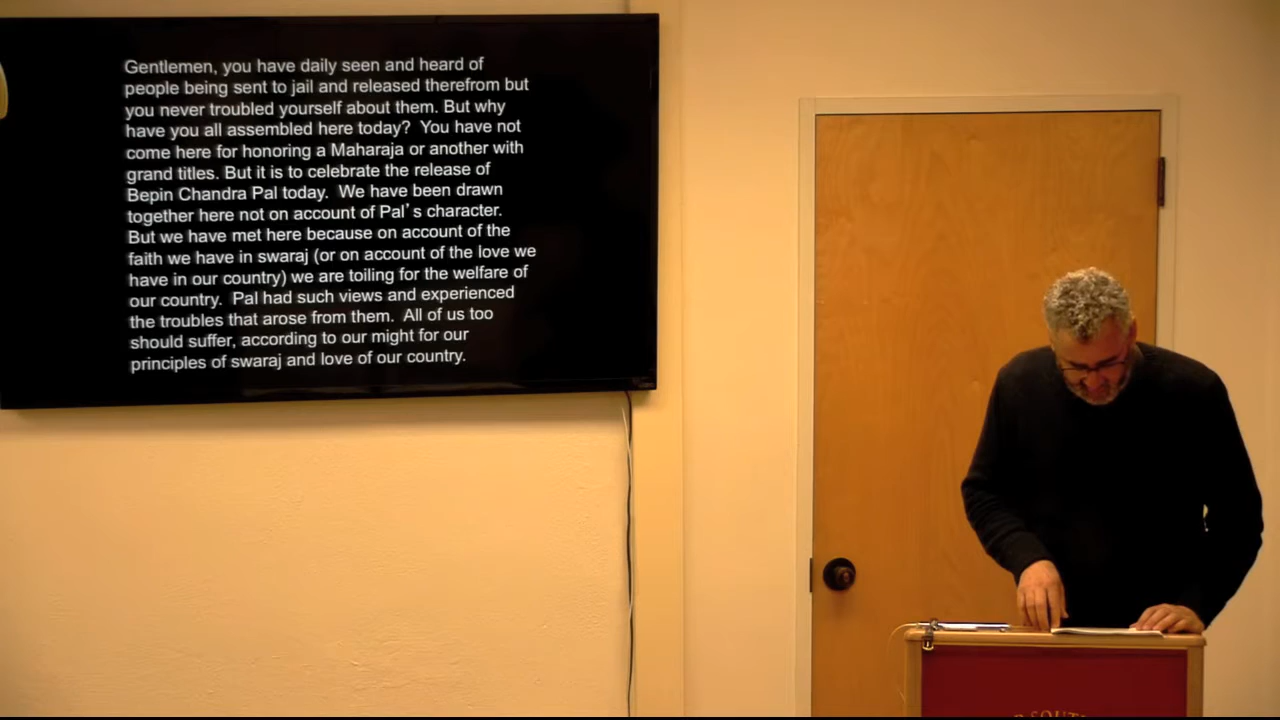 Gentlemen, you have daily seen and heard of
people being sent to jail and released therefrom but
you never troubled yourself about them. But why
have you all assembled here today?  You have not
come here for honoring a Maharaja or another with
grand titles. But it is to celebrate the release of
Bepin Chandra Pal today.  We have been drawn
together here not on account of Pal's character.
But we have met here because on account of the
faith we have in swaraj (or on account of the love we
have in our country) we are toiling for the welfare of
our country.  Pal had such views and experienced
the troubles that arose from them.  All of us too
should suffer, according to our might for our
principles of swaraj and love of our country.